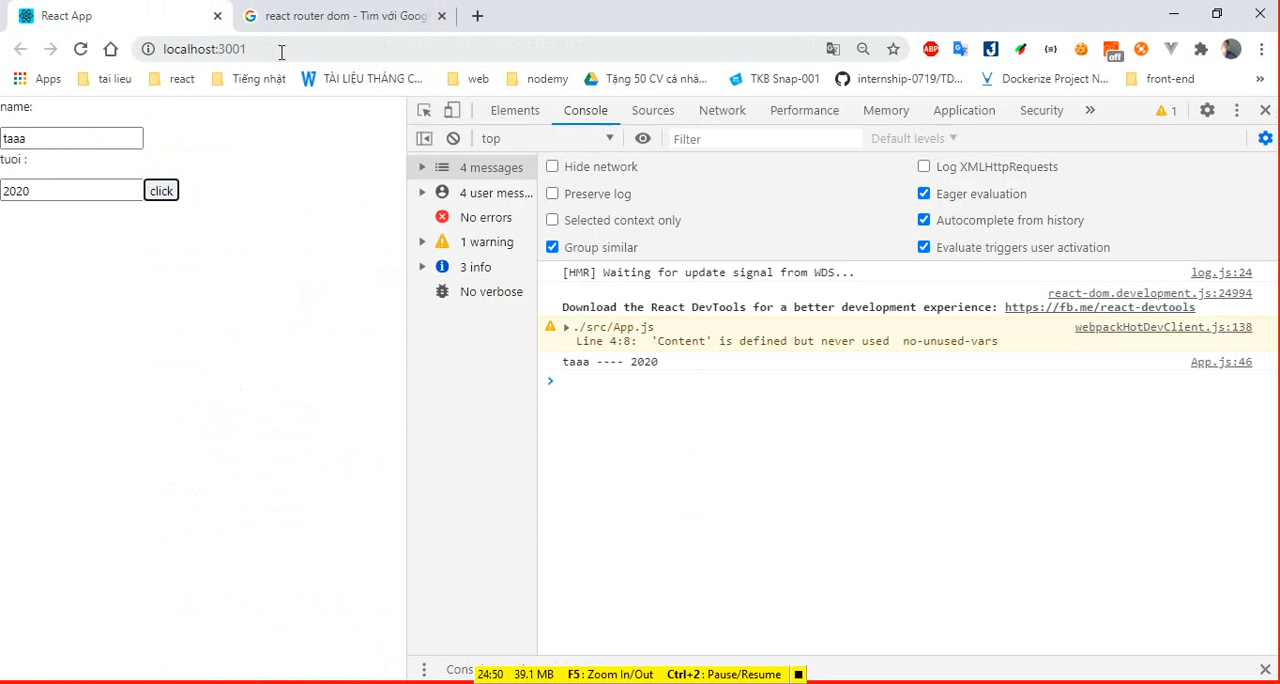 React App
react router dom - Tìm với Goog
localhost:3001
ABP
off
Apps
tai lieu
react
Tiếng nhật
TÀI LIỆU THÁNG C...
web
nodemy
Tặng 50 CV cá nhâ...
TKB Snap-001
internship-0719/TD...
Dockerize Project N...
front-end
»
name:
taaa
tuoi :
2020 click
Elements Console Sources Network Performance Memory Application Security » 1
top Filter Default levels
4 messages
4 user mess...
No errors
1 warning
3 info
No verbose
Hide network Log XMLHttpRequests
Preserve log Eager evaluation
Selected context only Autocomplete from history
Group similar Evaluate triggers user activation
[HMR] Waiting for update signal from WDS... log.js:24
react-dom.development.js:24994
Download the React DevTools for a better development experience: https://fb.me/react-devtools
./src/App.js webpackHotDevClient.js:138
Line 4:8: 'Content' is defined but never used no-unused-vars
taaa ---- 2020 App.js:46
Cons
24:50 39.1 MB F5: Zoom In/Out Ctrl+2: Pause/Resume